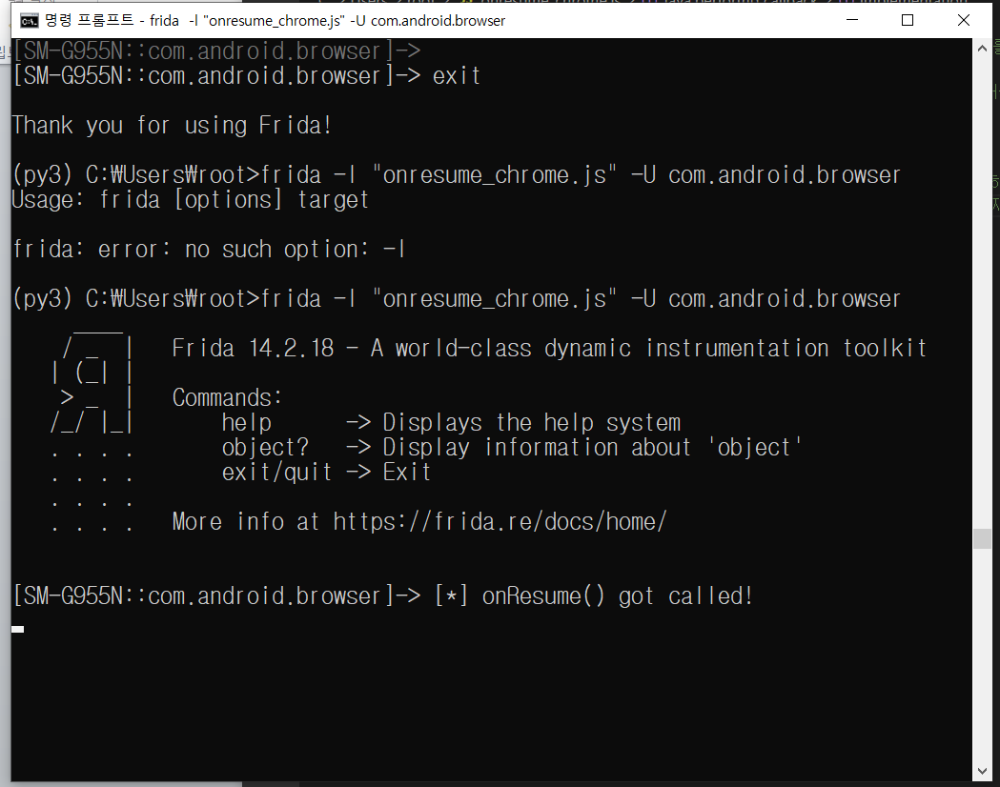 명령 프롬프트 - frida  -l "onresume_chrome.js" -U com.android.browser
[SM-G955N::com.android.browser]->
[SM-G955N::com.android.browser]-> exit
Thank you for using Frida!
(py3) C:₩Users₩root>frida -l "onresume_chrome.js" -U com.android.browser
Usage: frida [options] target
frida: error: no such option: -l
(py3) C:₩Users₩root>frida -l "onresume_chrome.js" -U com.android.browser
Frida 14.2.18 - A world-class dynamic instrumentation toolkit
Commands:
help      -> Displays the help system
object?   -> Display information about 'object'
exit/quit -> Exit
More info at https://frida.re/docs/home/
[SM-G955N::com.android.browser]-> [*] onResume() got called!